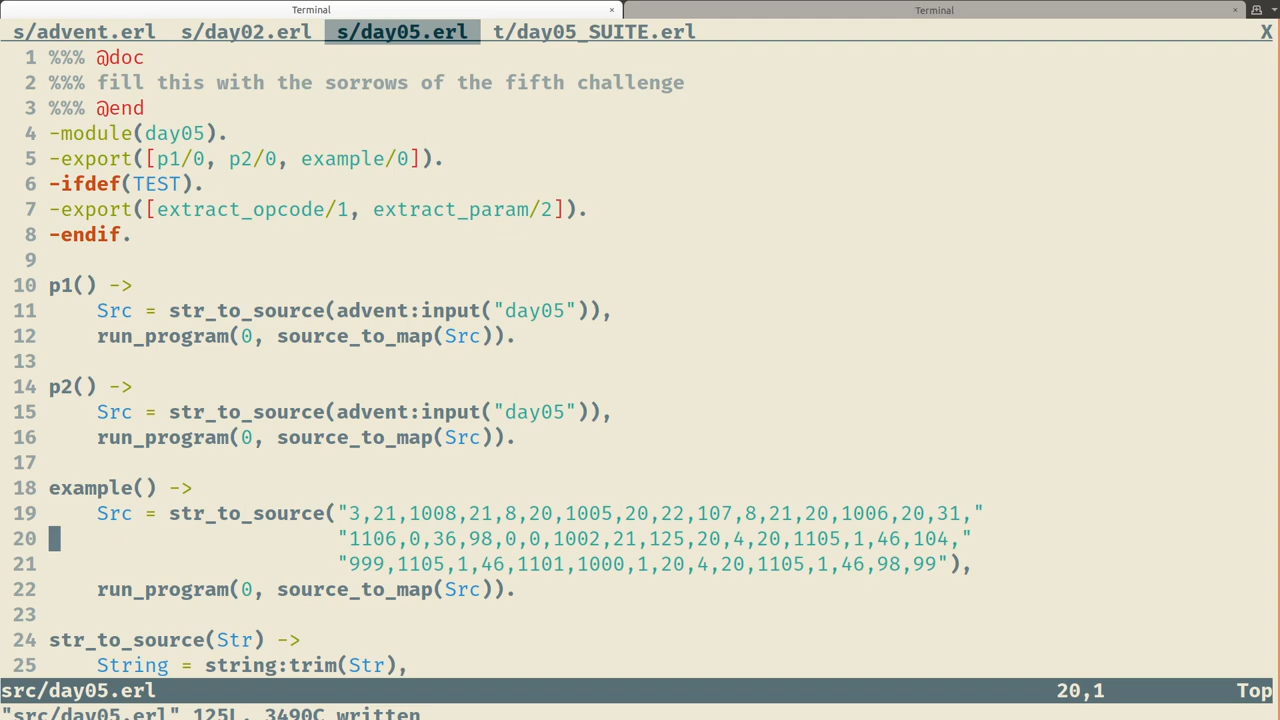 Terminal × Terminal ×
s/advent.erl s/day02.erl s/day05.erl t/day05_SUITE.erl X
1 %%% @doc
2 %%% fill this with the sorrows of the fifth challenge
3 %%% @end
4 -module(day05).
5 -export([p1/0, p2/0, example/0]).
6 -ifdef(TEST).
7 -export([extract_opcode/1, extract_param/2]).
8 -endif.
9
10 p1() ->
11     Src = str_to_source(advent:input("day05")),
12     run_program(0, source_to_map(Src)).
13
14 p2() ->
15     Src = str_to_source(advent:input("day05")),
16     run_program(0, source_to_map(Src)).
17
18 example() ->
19     Src = str_to_source("3,21,1008,21,8,20,1005,20,22,107,8,21,20,1006,20,31,"
20                         "1106,0,36,98,0,0,1002,21,125,20,4,20,1105,1,46,104,"
21                         "999,1105,1,46,1101,1000,1,20,4,20,1105,1,46,98,99"),
22     run_program(0, source_to_map(Src)).
23
24 str_to_source(Str) ->
25     String = string:trim(Str),
src/day05.erl 20,1 Top
"src/day05.erl" 125L, 3490C written